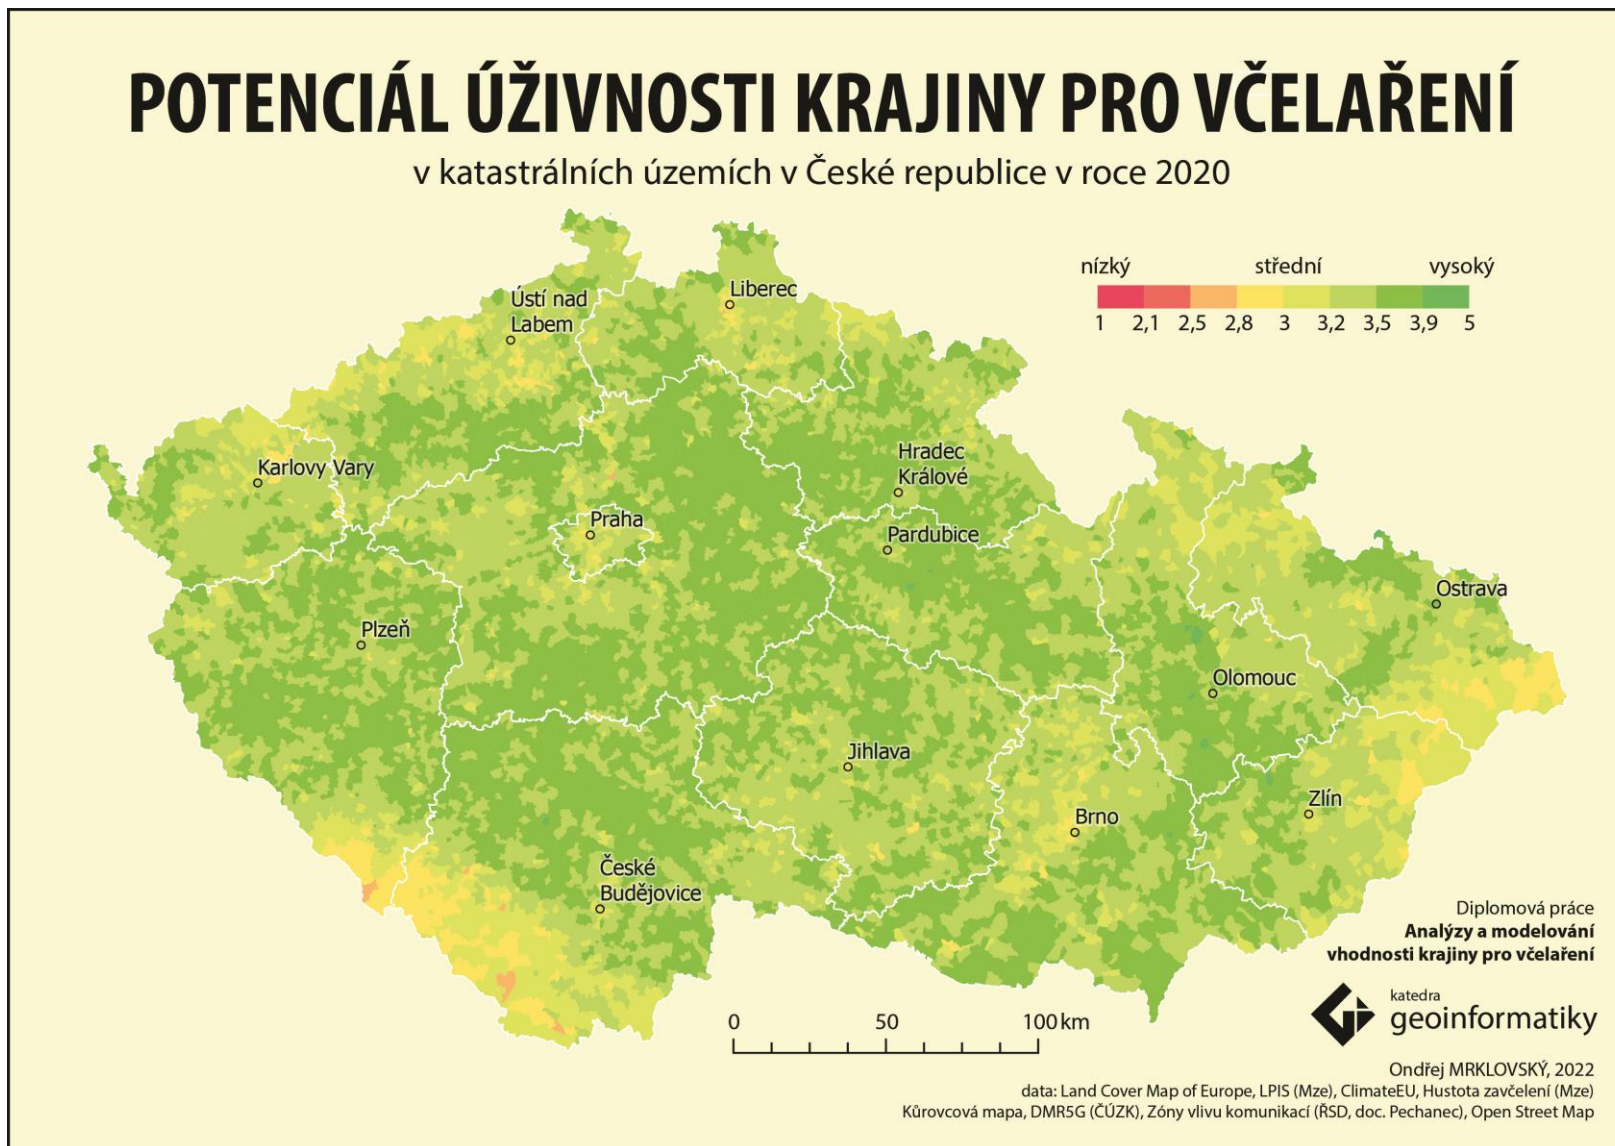 POTENCIÁL ÚŽIVNOSTI KRAJINY PRO VČELAŘENÍ
v katastrálních územích v České republice v roce 2020
nízký střední vysoký
1 2,1 2,5 2,8 3 3,2 3,5 3,9 5
Liberec
Ústí nad
Labem
Karlovy Vary
Hradec
Králové
Praha
Pardubice
Ostrava
Plzeň
Olomouc
Jihlava
Zlín
Brno
České
Budějovice
Diplomová práce
Analýzy a modelování
vhodnosti krajiny pro včelaření
katedra
geoinformatiky
0 50 100 km
Ondřej MRKLOVSKÝ, 2022
data: Land Cover Map of Europe, LPIS (Mze), ClimateEU, Hustota zavčelení (Mze)
Kůrovcová mapa, DMR5G (ČÚZK), Zóny vlivu komunikací (ŘSD, doc. Pechanec), Open Street Map